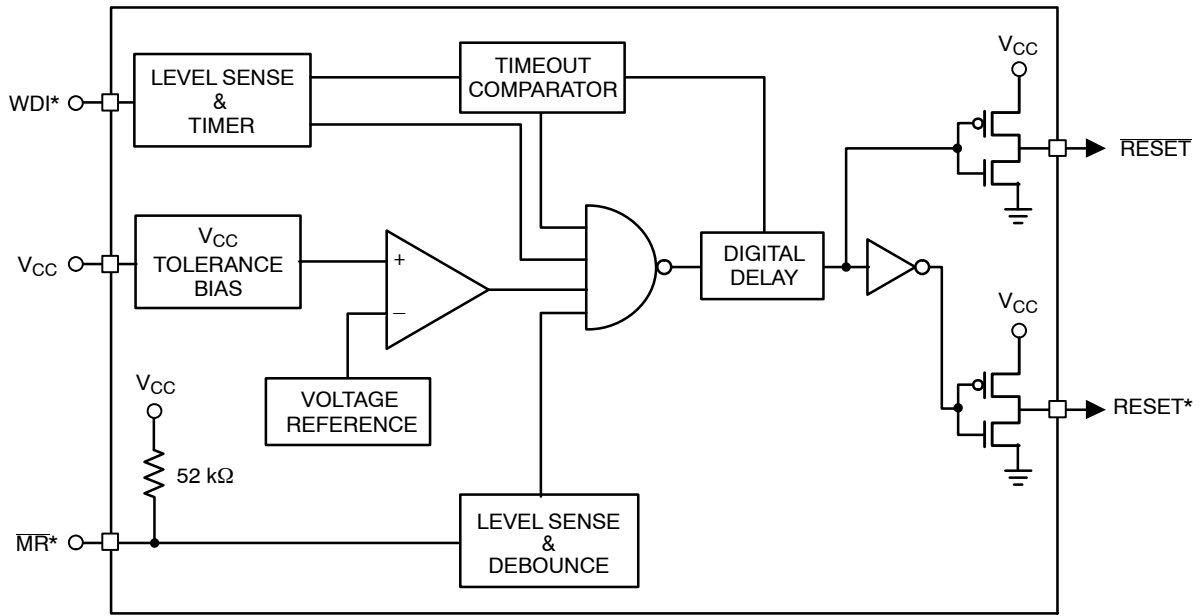 WDI*
LEVEL SENSE
&
TIMER
TIMEOUT
COMPARATOR
VCC
RESET
VCC
VCC
TOLERANCE
BIAS
+
–
DIGITAL
DELAY
VCC
RESET*
VOLTAGE
REFERENCE
VCC
52 kΩ
MR*
LEVEL SENSE
&
DEBOUNCE